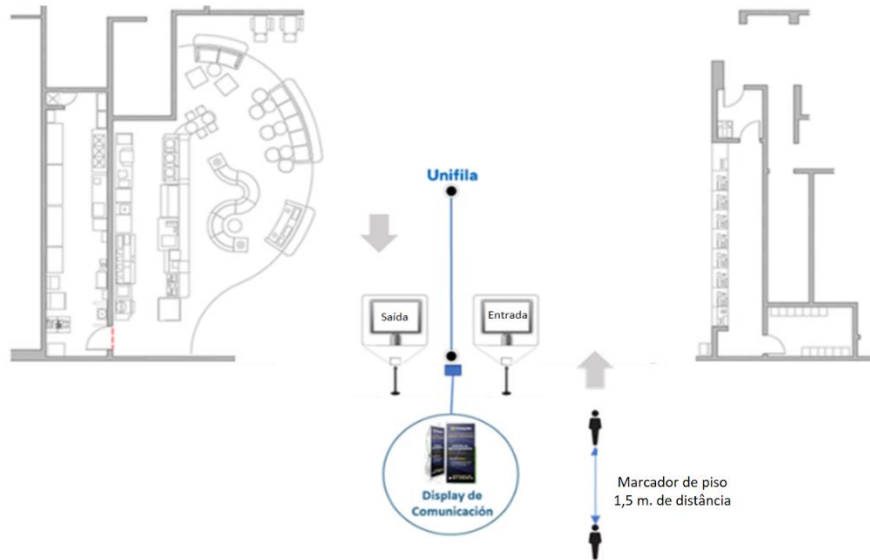 Unifila
Saída
Entrada
Display de
Comunicación
Marcador de piso
1,5 m. de distância